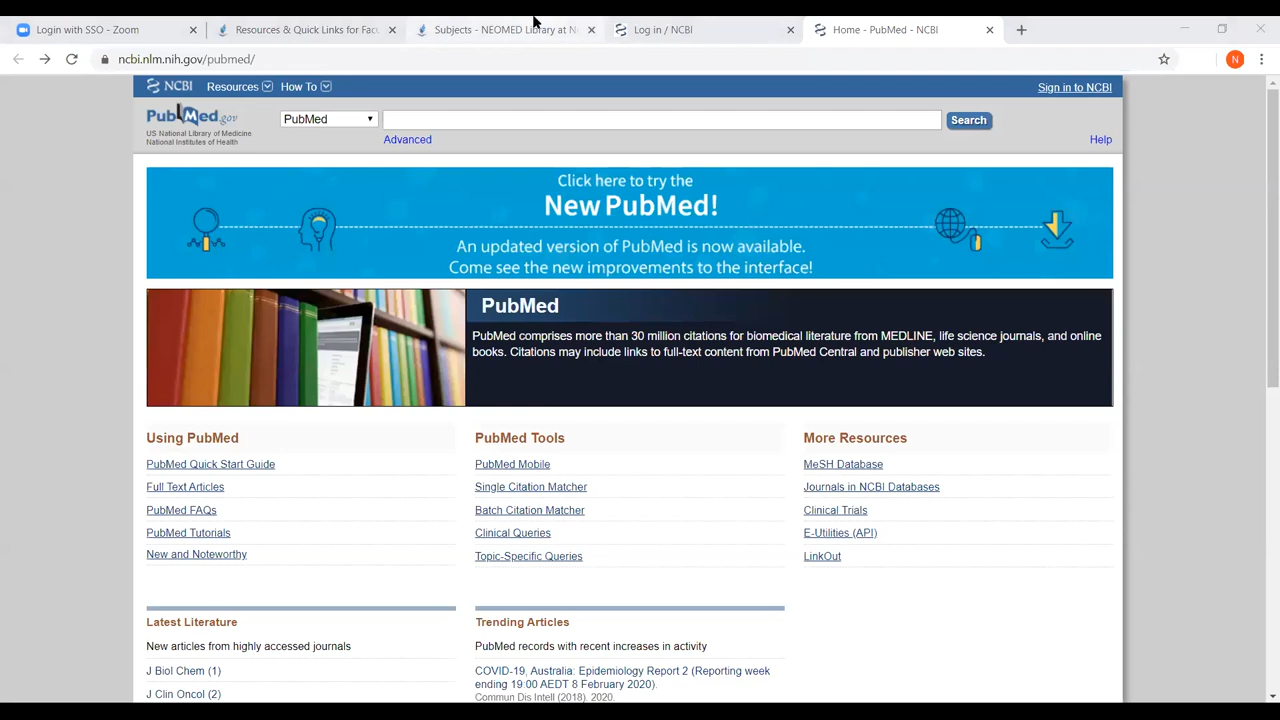 Login with SSO - Zoom
Resources & Quick Links for Facu
Subjects - NEOMED Library at N
Log in / NCBI
Home - PubMed - NCBI
ncbi.nlm.nih.gov/pubmed/
N
NCBI
Resources
How To
Sign in to NCBI
PubMed.gov
US National Library of Medicine
National Institutes of Health
PubMed
Search
Advanced
Help
Click here to try the
New PubMed!
An updated version of PubMed is now available.
Come see the new improvements to the interface!
PubMed
PubMed comprises more than 30 million citations for biomedical literature from MEDLINE, life science journals, and online
books. Citations may include links to full-text content from PubMed Central and publisher web sites.
Using PubMed
PubMed Quick Start Guide
Full Text Articles
PubMed FAQs
PubMed Tutorials
New and Noteworthy
PubMed Tools
PubMed Mobile
Single Citation Matcher
Batch Citation Matcher
Clinical Queries
Topic-Specific Queries
More Resources
MeSH Database
Journals in NCBI Databases
Clinical Trials
E-Utilities (API)
LinkOut
Latest Literature
New articles from highly accessed journals
J Biol Chem (1)
J Clin Oncol (2)
Trending Articles
PubMed records with recent increases in activity
COVID-19, Australia: Epidemiology Report 2 (Reporting week
ending 19:00 AEDT 8 February 2020).
Commun Dis Intell (2018). 2020.